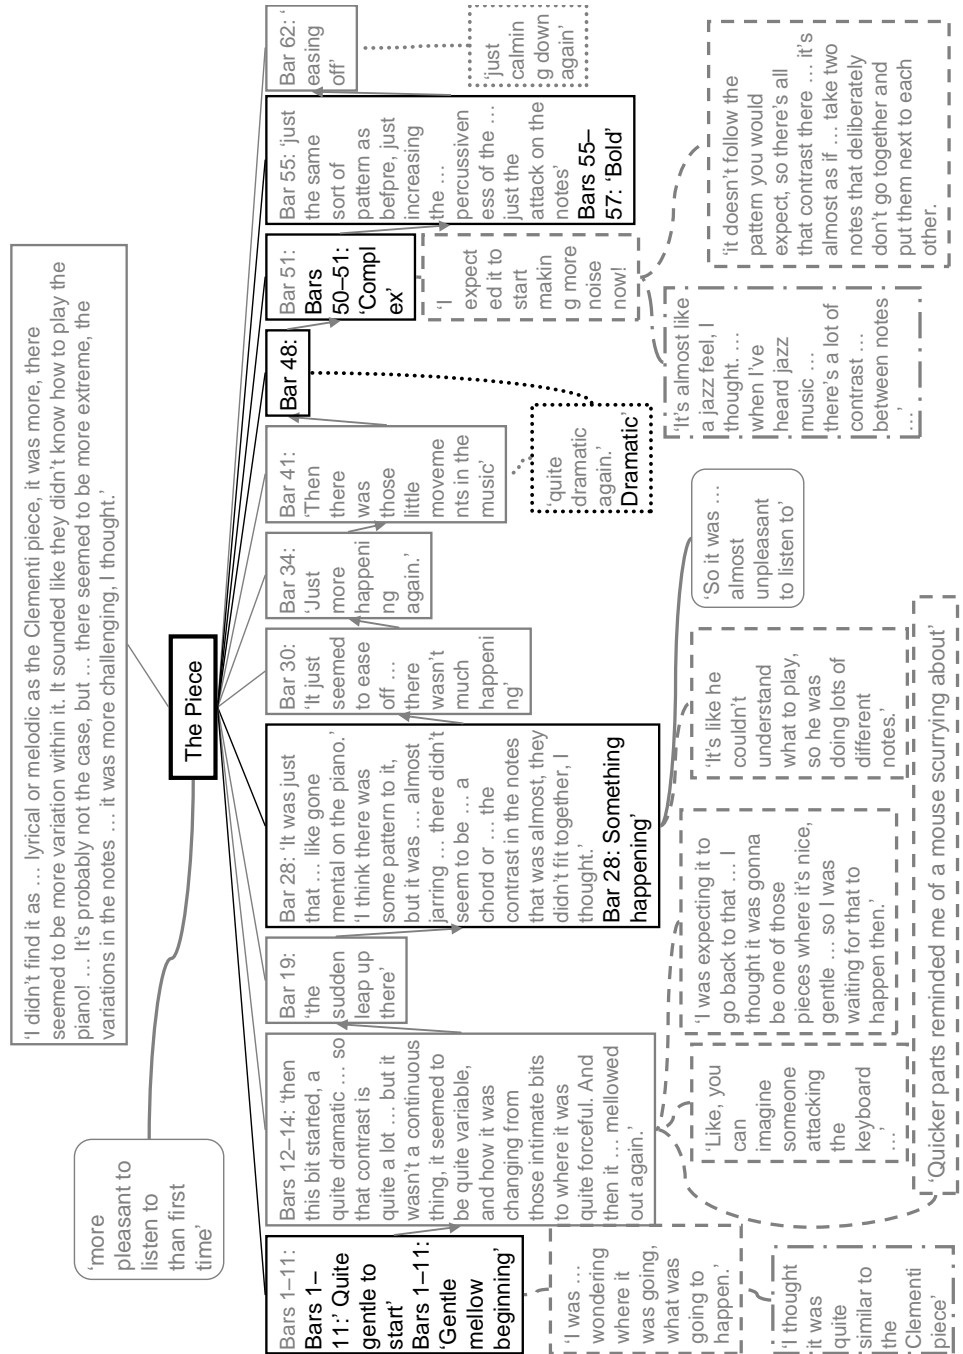 ‘I didn’t find it as … lyrical or melodic as the Clementi piece, it was more, there
seemed to be more variation within it. It sounded like they didn’t know how to play the
piano! … It’s probably not the case, but … there seemed to be more extreme, the
variations in the notes … it was more challenging, I thought.’
‘more
pleasant to
listen to
than first
time’
The Piece
Bars 1–11:
Bars 1–
11:’ Quite
gentle to
start’
Bars 1–11:
‘Gentle
mellow
beginning’
Bars 12–14: ‘then
this bit started, a
quite dramatic … so
that contrast is
quite a lot … but it
wasn’t a continuous
thing, it seemed to
be quite variable,
and how it was
changing from
those intimate bits
to where it was
quite forceful. And
then it … mellowed
out again.’
Bar 19:
‘the
sudden
leap up
there’
Bar 28: ‘It was just
that … like gone
mental on the piano.’
‘I think there was
some pattern to it,
but it was … almost
jarring … there didn’t
seem to be … a
chord or … the
contrast in the notes
that was almost, they
didn’t fit together, I
thought.’
Bar 28: Something
happening’
Bar 30:
‘It just
seemed
to ease
off …
there
wasn’t
much
happeni
ng’
Bar 34:
‘Just
more
happeni
ng
again.’
Bar 41:
‘Then
there
was
those
little
moveme
nts in the
music’
Bar 48:
Bar 51:
Bars
50–51:
‘Compl
ex’
Bar 55: ‘just
the same
sort of
pattern as
befpre, just
increasing
the …
percussiven
ess of the …
just the
attack on the
notes’
Bars 55–
57: ‘Bold’
Bar 62: ‘
easing
off’
‘I was …
wondering
where it
was going,
what was
going to
happen.’
‘I thought
it was
quite
similar to
the
Clementi
piece’
‘Like, you
can
imagine
someone
attacking
the
keyboard
…’
‘I was expecting it to
go back to that … I
thought it was gonna
be one of those
pieces where it’s nice,
gentle … so I was
waiting for that to
happen then.’
‘It’s like he
couldn’t
understand
what to play,
so he was
doing lots of
different
notes.’
‘Quicker parts reminded me of a mouse scurrying about’
‘So it was …
almost
unpleasant
to listen to’
‘quite
dramatic
again.’
Dramatic’
‘I
expect
ed it to
start
makin
g more
noise
now!
‘It’s almost like
a jazz feel, I
thought. …
when I’ve
heard jazz
music …
there’s a lot of
contrast …
between notes
…’
‘it doesn’t follow the
pattern you would
expect, so there’s all
that contrast there … it’s
almost as if … take two
notes that deliberately
don’t go together and
put them next to each
other.
‘just
calmin
g down
again’